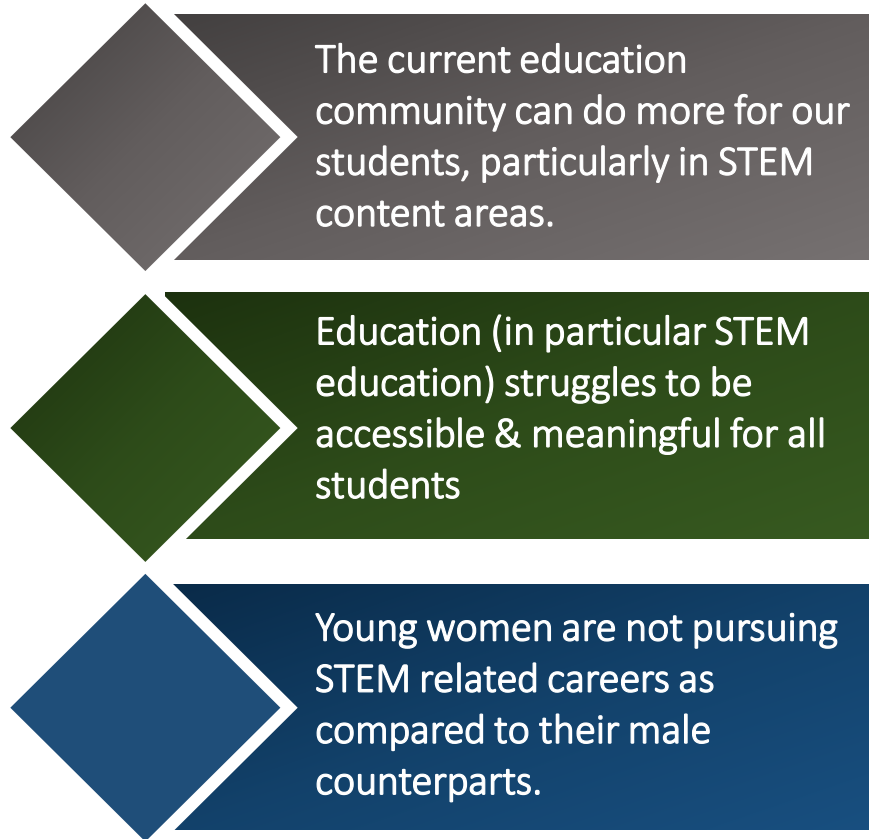 The current education
community can do more for our
students, particularly in STEM
content areas.
Education (in particular STEM
education) struggles to be
accessible & meaningful for all
students
Young women are not pursuing
STEM related careers as
compared to their male
counterparts.